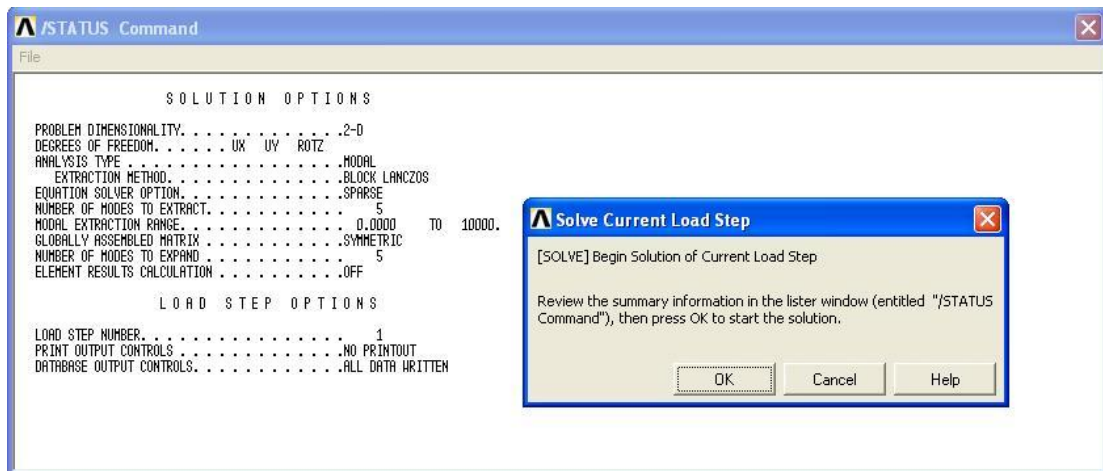 /STATUS Command
File
SOLUTION OPTIONS
PROBLEM DIMENSIONALITY. . . . . . . . . . . . .2-D
DEGREES OF FREEDOM. . . . . . UX UY ROTZ
ANALYSIS TYPE . . . . . . . . . . . . . . . . .MODAL
EXTRACTION METHOD. . . . . . . . . . . . . .BLOCK LANCZOS
EQUATION SOLVER OPTION. . . . . . . . . . . . .SPARSE
NUMBER OF MODES TO EXTRACT. . . . . . . . . . . 5
MODAL EXTRACTION RANGE. . . . . . . . . . . . . 0.0000 TO 10000.
GLOBALLY ASSEMBLED MATRIX . . . . . . . . . . .SYMMETRIC
NUMBER OF MODES TO EXPAND . . . . . . . . . . . 5
ELEMENT RESULTS CALCULATION . . . . . . . . . .OFF
LOAD STEP OPTIONS
LOAD STEP NUMBER. . . . . . . . . . . . . . . . 1
PRINT OUTPUT CONTROLS . . . . . . . . . . . . .NO PRINTOUT
DATABASE OUTPUT CONTROLS. . . . . . . . . . . .ALL DATA WRITTEN
Solve Current Load Step
[SOLVE] Begin Solution of Current Load Step
Review the summary information in the lister window (entitled "/STATUS
Command"), then press OK to start the solution.
OK Cancel Help